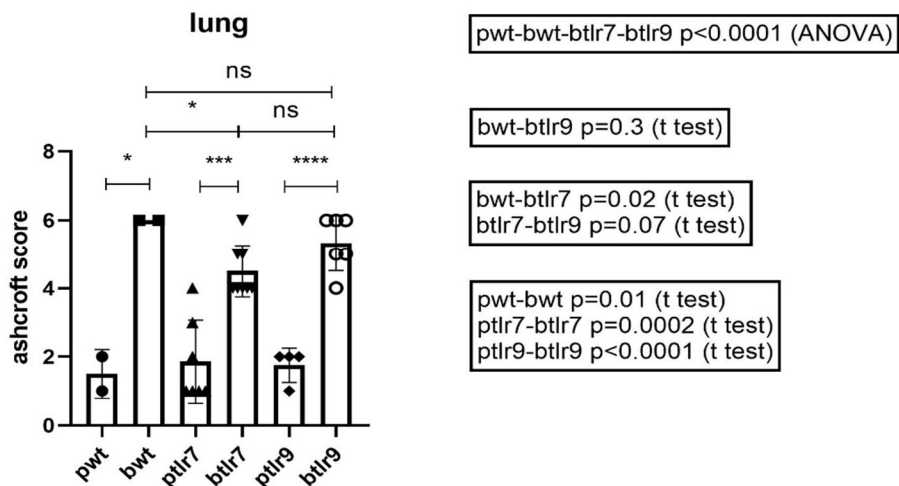 lung
ns
*
ns
*
***
****
8
6
4
2
0
ashcroft score
pwt
bwt
ptlr7
btlr7
ptlr9
btlr9
pwt-bwt-btlr7-btlr9 p<0.0001 (ANOVA)
bwt-btlr9 p=0.3 (t test)
bwt-btlr7 p=0.02 (t test)
btlr7-btlr9 p=0.07 (t test)
pwt-bwt p=0.01 (t test)
ptlr7-btlr7 p=0.0002 (t test)
ptlr9-btlr9 p<0.0001 (t test)